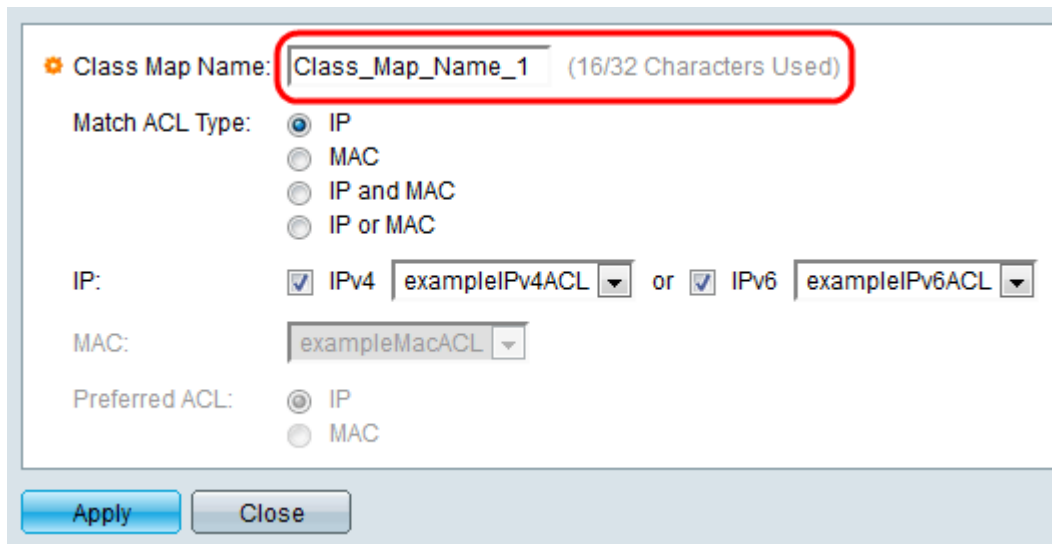 Class Map Name: Class_Map_Name_1 (16/32 Characters Used)
Match ACL Type: IP
MAC
IP and MAC
IP or MAC
IP: IPv4 exampleIPv4ACL or IPv6 exampleIPv6ACL
MAC: exampleMacACL
Preferred ACL: IP
MAC
Apply Close